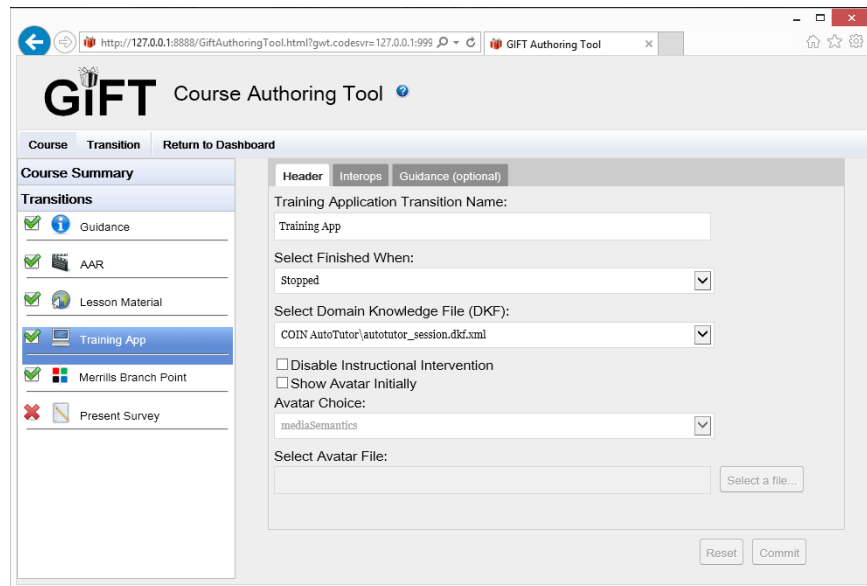 http://127.0.0.1:8888/GiftAuthoringTool.html?gwt.codesvr=127.0.0.1:999
GIFT Authoring Tool
GIFT Course Authoring Tool ?
Course Transition Return to Dashboard
Course Summary
Transitions
Guidance
AAR
Lesson Material
Training App
Merrills Branch Point
Present Survey
Header Interops Guidance (optional)
Training Application Transition Name:
Training App
Select Finished When:
Stopped
Select Domain Knowledge File (DKF):
COIN AutoTutor\autotutor_session.dkf.xml
Disable Instructional Intervention
Show Avatar Initially
Avatar Choice:
mediaSemantics
Select Avatar File:
Select a file...
Reset Commit